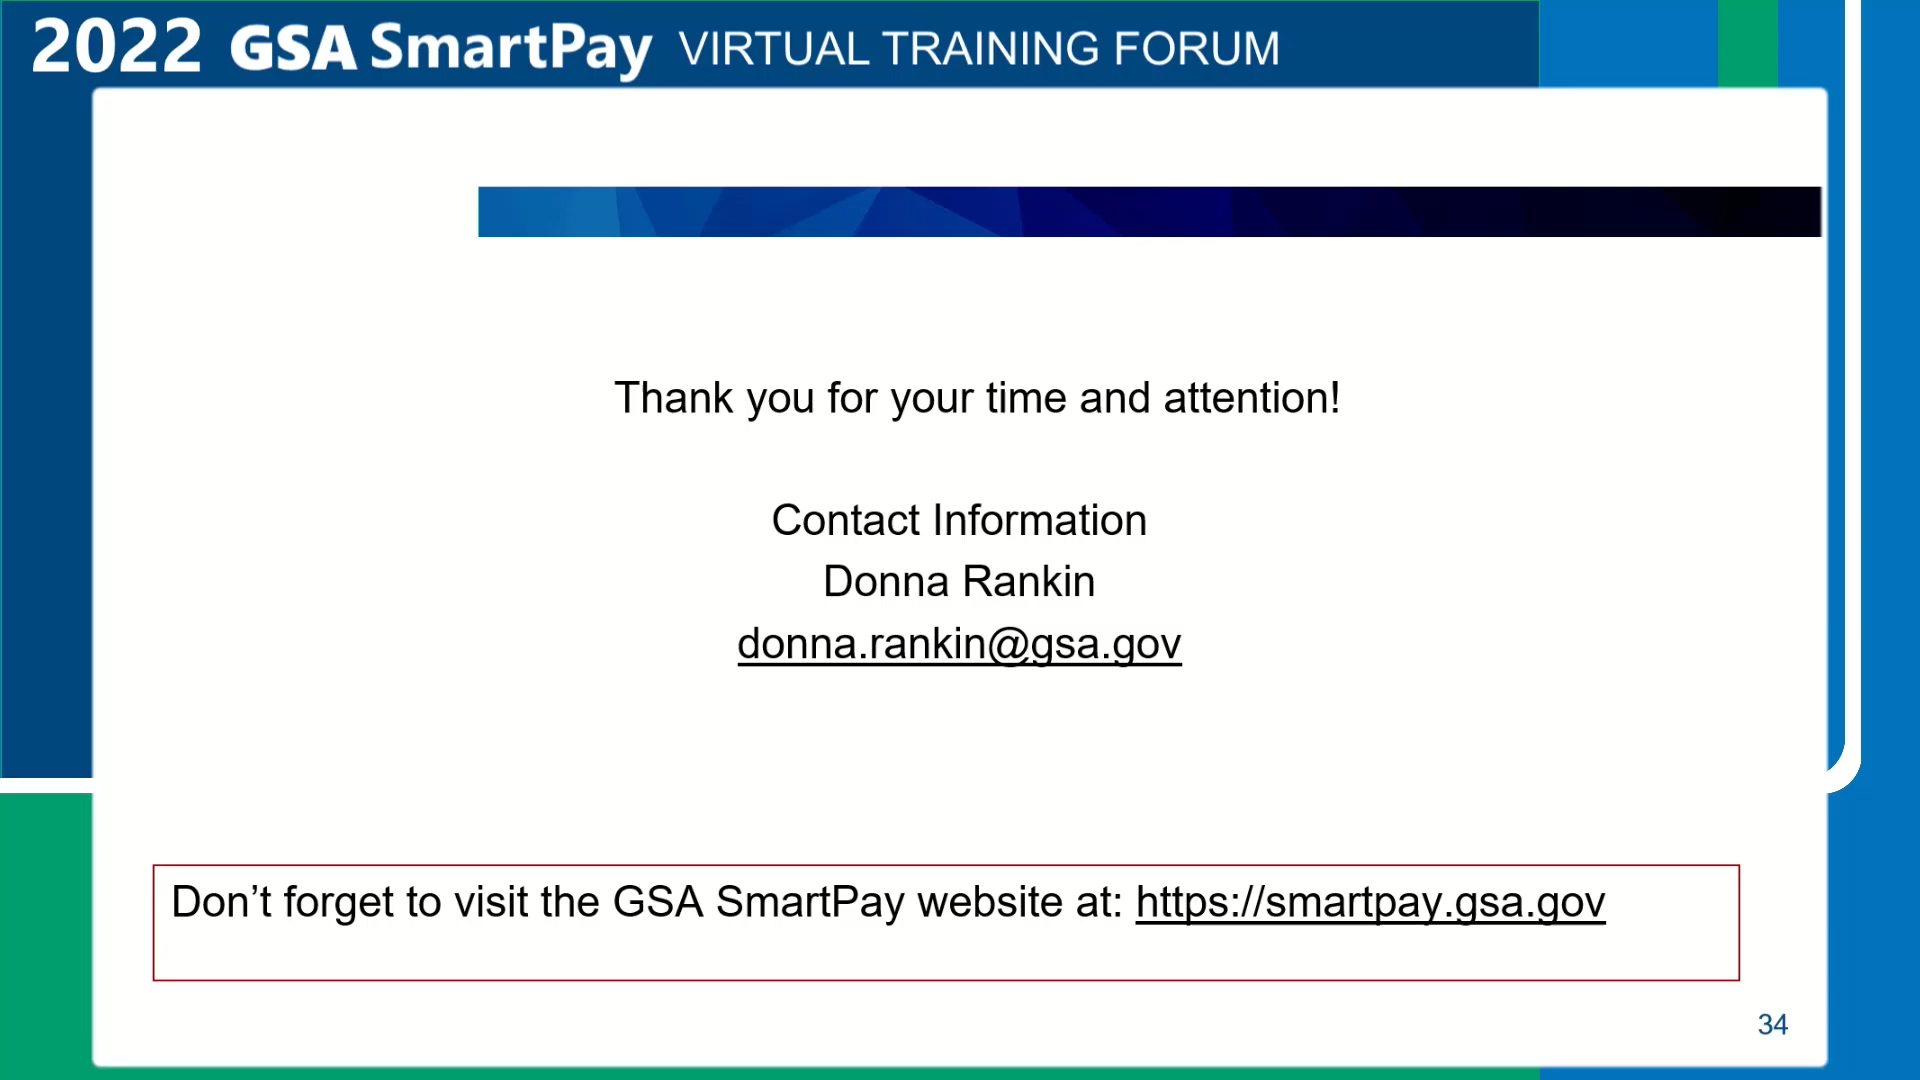 2022 GSA SmartPay VIRTUAL TRAINING FORUM
Thank you for your time and attention!
Contact Information
Donna Rankin
donna.rankin@gsa.gov
Don’t forget to visit the GSA SmartPay website at: https://smartpay.gsa.gov
34